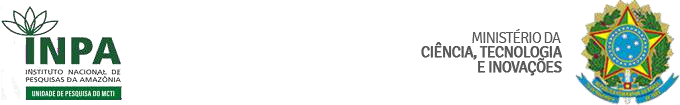 INPA
INSTITUTO NACIONAL DE
PESQUISAS DA AMAZÔNIA
UNIDADE DE PESQUISA DO MCTI
MINISTÉRIO DA
CIÊNCIA, TECNOLOGIA
E INOVAÇÕES